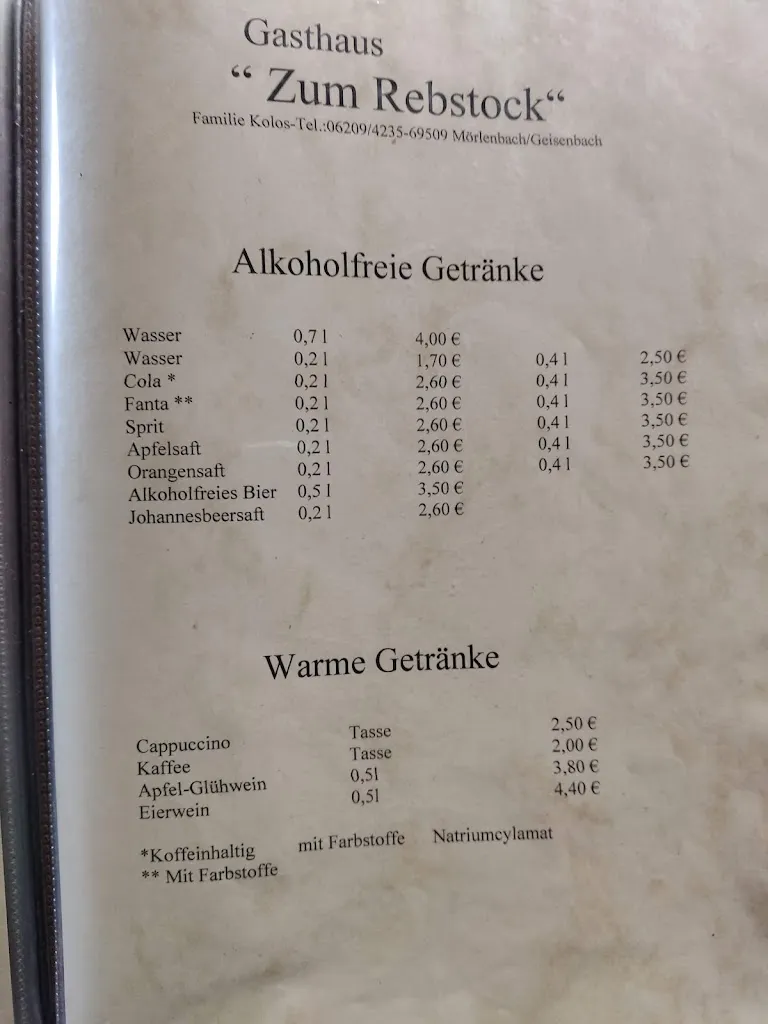 Gasthaus
“ Zum Rebstock“
Familie Kolos-Tel.:06209/4235-69509 Mörlenbach/Geisenbach
Alkoholfreie Getränke
Wasser 0,7 l 4,00 €
Wasser 0,2 l 1,70 € 0,4 l 2,50 €
Cola * 0,2 l 2,60 € 0,4 l 3,50 €
Fanta ** 0,2 l 2,60 € 0,4 l 3,50 €
Sprit 0,2 l 2,60 € 0,4 l 3,50 €
Apfelsaft 0,2 l 2,60 € 0,4 l 3,50 €
Orangensaft 0,2 l 2,60 € 0,4 l 3,50 €
Alkoholfreies Bier 0,5 l 3,50 €
Johannesbeersaft 0,2 l 2,60 €
Warme Getränke
Cappuccino Tasse 2,50 €
Kaffee Tasse 2,00 €
Apfel-Glühwein 0,5l 3,80 €
Eierwein 0,5l 4,40 €
*Koffeinhaltig mit Farbstoffe Natriumcylamat
** Mit Farbstoffe